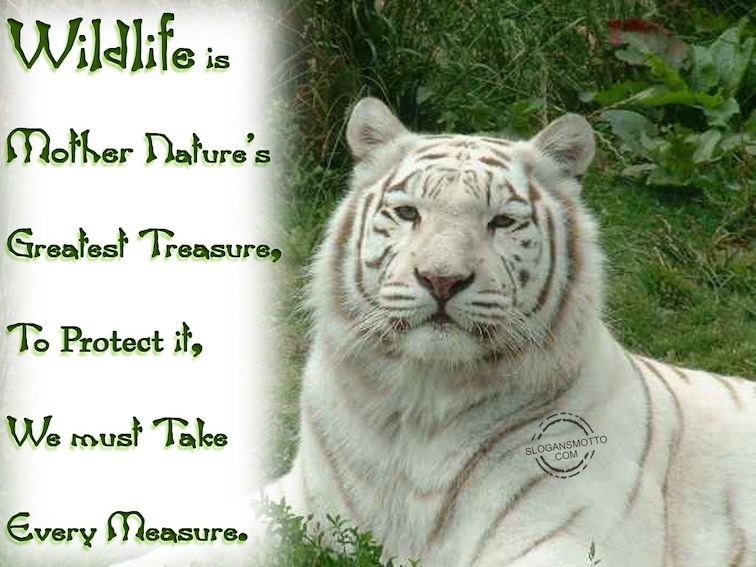 Wildlife is
Mother Nature's
Greatest Treasure,
To Protect it,
We must Take
Every Measure.
SLOGANSMOTTO
.COM